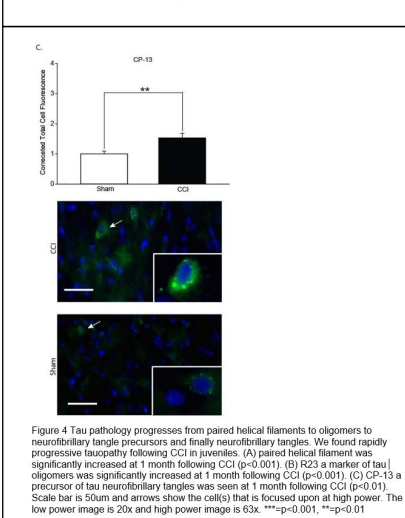 C.
CP-13
4
3
2
1
0
Correceted Total Cell Fluorescence
**
Sham
CCI
CCI
Sham
Figure 4 Tau pathology progresses from paired helical filaments to oligomers to
neurofibrillary tangle precursors and finally neurofibrillary tangles. We found rapidly
progressive tauopathy following CCI in juveniles. (A) paired helical filament was
significantly increased at 1 month following CCI (p<0.001). (B) R23 a marker of tau
oligomers was significantly increased at 1 month following CCI (p<0.001). (C) CP-13 a
precursor of tau neurofibrillary tangles was seen at 1 month following CCI (p<0.01).
Scale bar is 50um and arrows show the cell(s) that is focused upon at high power. The
low power image is 20x and high power image is 63x. ***=p<0.001, **=p<0.01